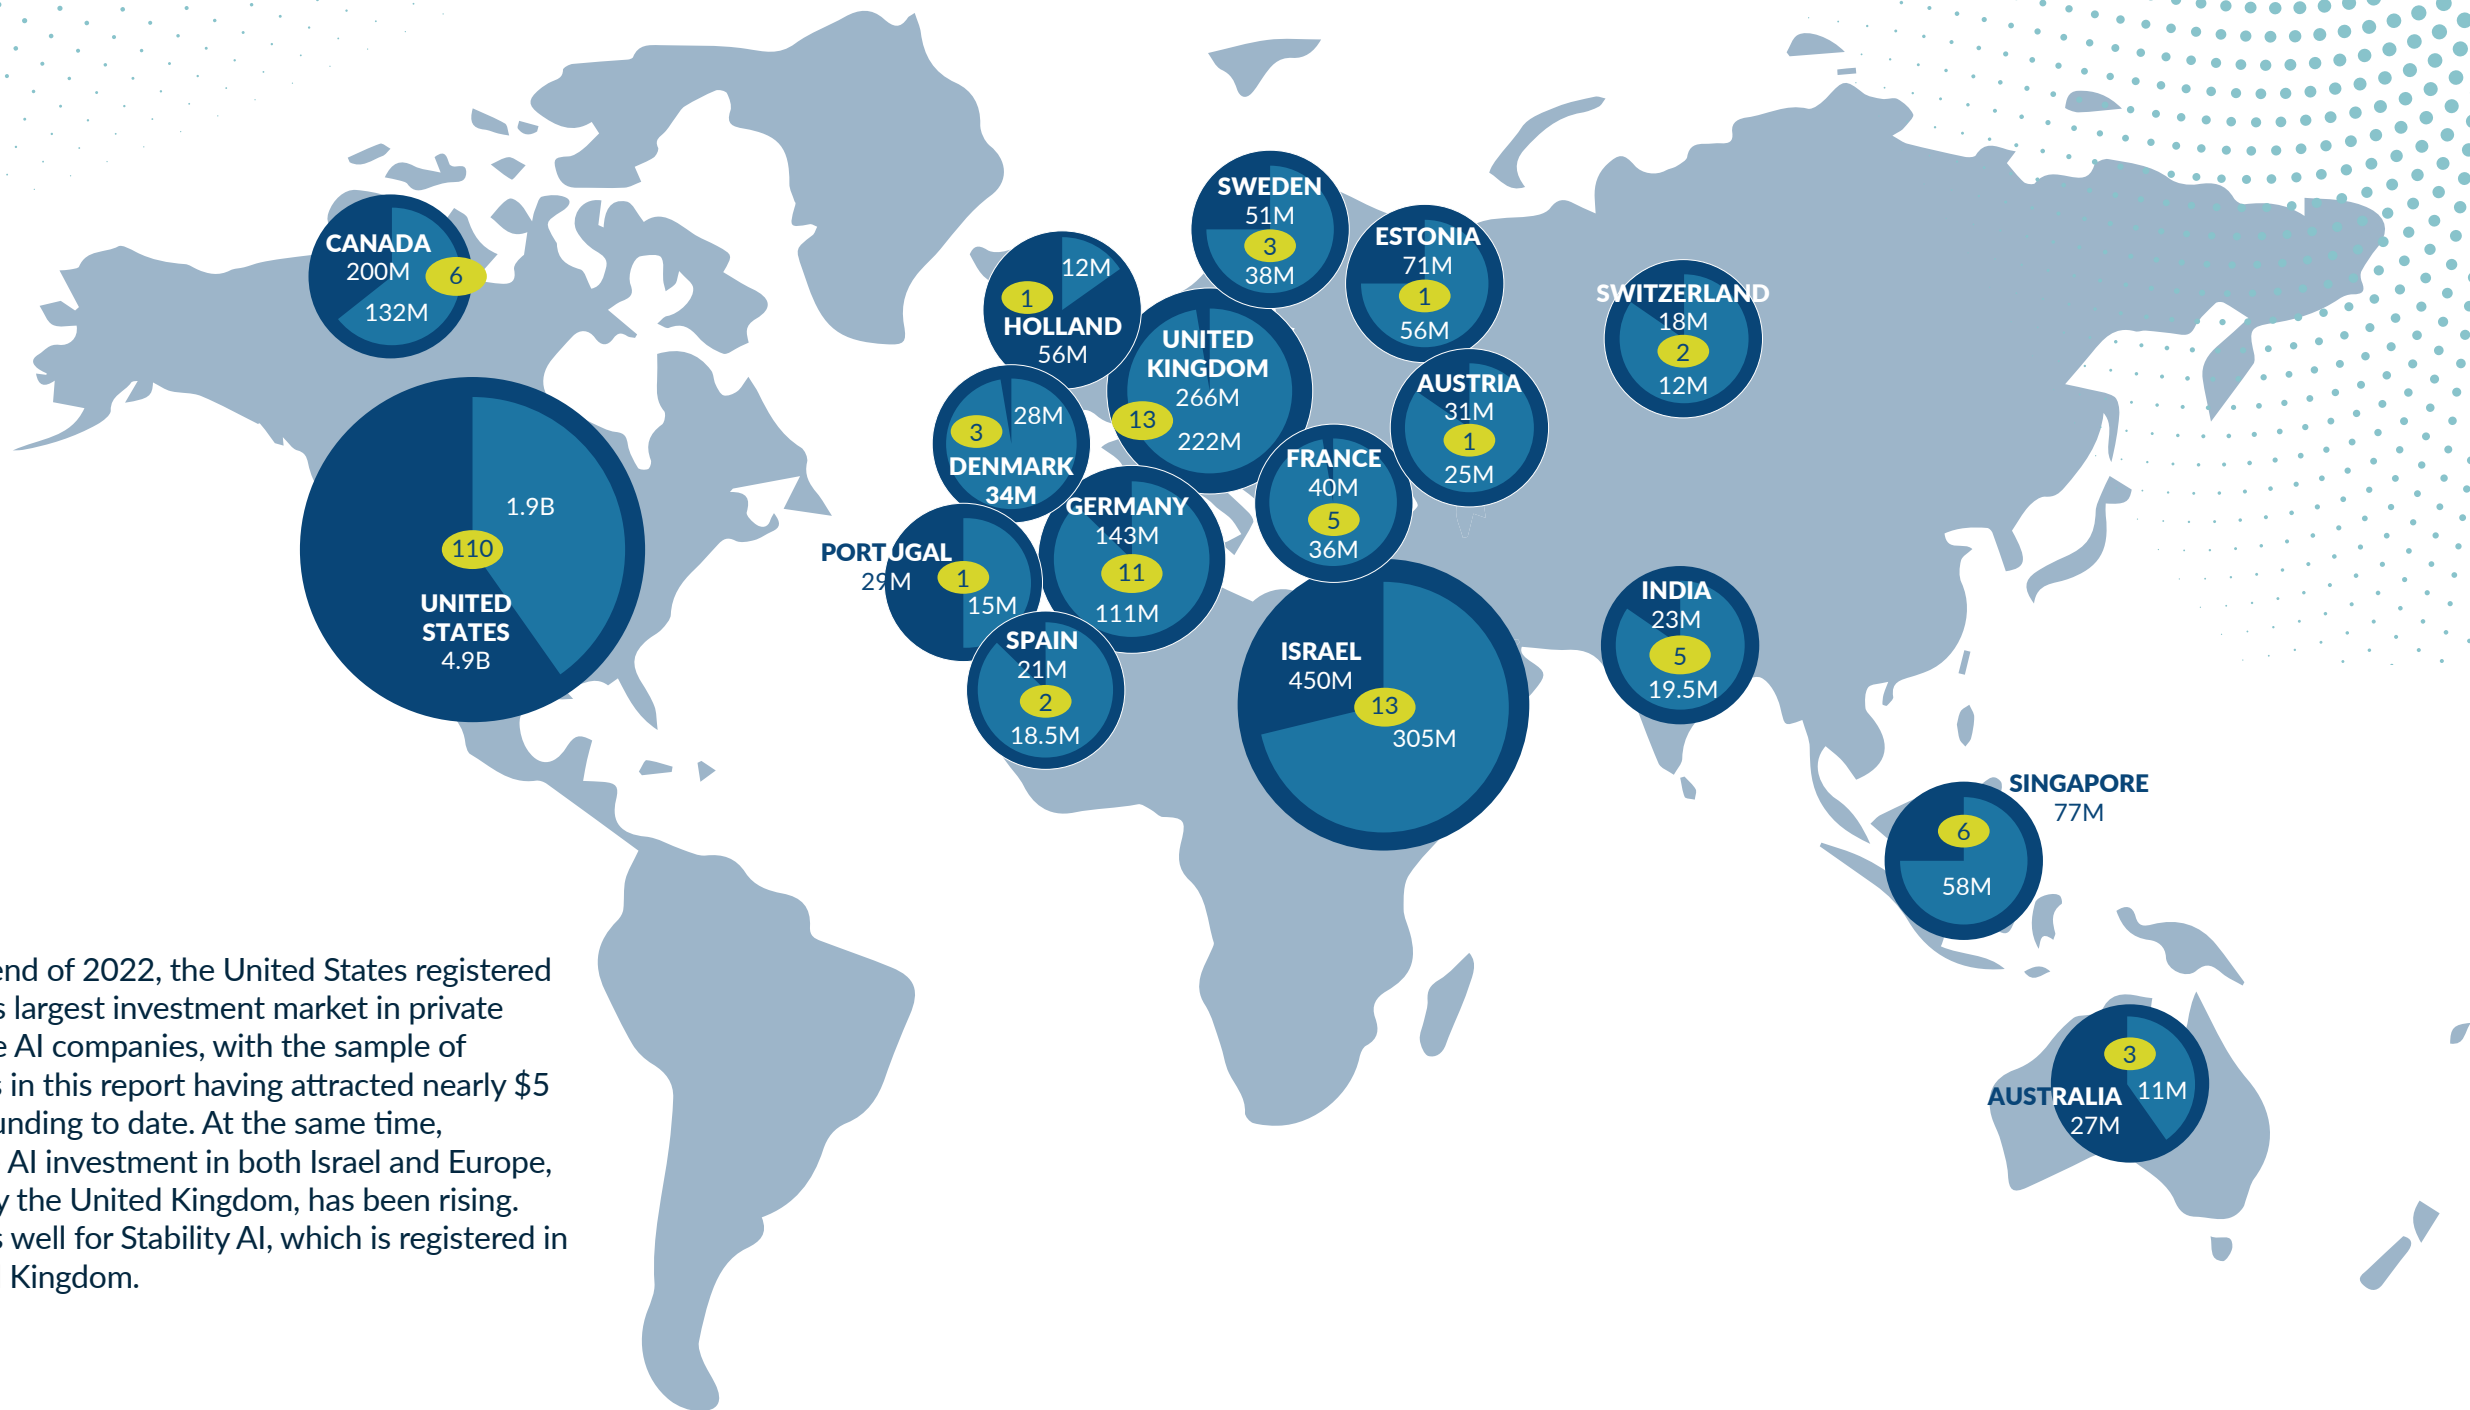 CANADA
200M
6
132M
1.9B
110
UNITED
STATES
4.9B
12M
1
HOLLAND
56M
SWEDEN
51M
3
38M
ESTONIA
71M
1
56M
SWITZERLAND
18M
2
12M
UNITED
KINGDOM
266M
13
222M
28M
3
DENMARK
34M
AUSTRIA
31M
1
25M
FRANCE
40M
5
36M
GERMANY
143M
11
111M
PORTUGAL
29M
1
15M
SPAIN
21M
2
18.5M
ISRAEL
450M
13
305M
INDIA
23M
5
19.5M
SINGAPORE
77M
6
58M
3
AUSTRALIA
11M
27M
end of 2022, the United States registered
s largest investment market in private
e AI companies, with the sample of
s in this report having attracted nearly $5
unding to date. At the same time,
AI investment in both Israel and Europe,
y the United Kingdom, has been rising.
s well for Stability AI, which is registered in
Kingdom.